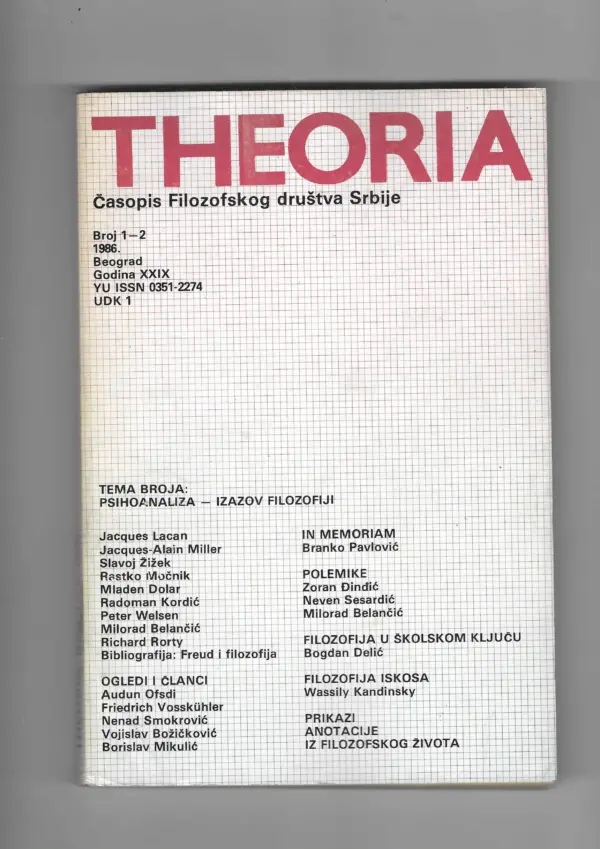 THEORIA
Časopis Filozofskog društva Srbije
Broj 1–2
1986.
Beograd
Godina XXIX
YU ISSN 0351-2274
UDK 1
TEMA BROJA:
PSIHOANALIZA – IZAZOV FILOZOFIJI
Jacques Lacan
Jacques-Alain Miller
Slavoj Žižek
Rastko Močnik
Mladen Dolar
Radoman Kordić
Peter Welsen
Milorad Belančić
Richard Rorty
Bibliografija: Freud i filozofija
OGLEDI I ČLANCI
Audun Ofsdi
Friedrich Vosskühler
Nenad Smokrović
Vojislav Božičković
Borislav Mikulić
IN MEMORIAM
Branko Pavlović
POLEMIKE
Zoran Đinđić
Neven Sesardić
Milorad Belančić
FILOZOFIJA U ŠKOLSKOM KLJUČU
Bogdan Delić
FILOZOFIJA ISKOSA
Wassily Kandinsky
PRIKAZI
ANOTACIJE
IZ FILOZOFSKOG ŽIVOTA